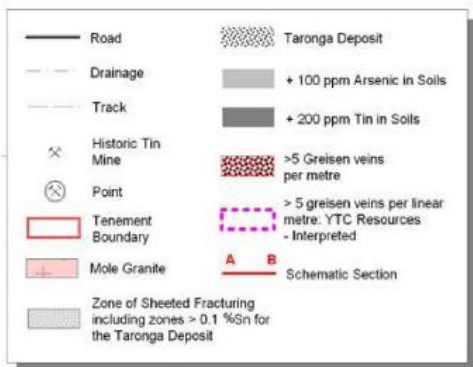 Road
Drainage
Track
Historic Tin
Mine
Point
Tenement
Boundary
Mole Granite
Zone of Sheeted Fracturing
including zones > 0.1 %Sn for
the Taronga Deposit
Taronga Deposit
+ 100 ppm Arsenic in Soils
+ 200 ppm Tin in Soils
>5 Greisen veins
per metre
> 5 greisen veins per linear
metre: YTC Resources
- Interpreted
A B
Schematic Section